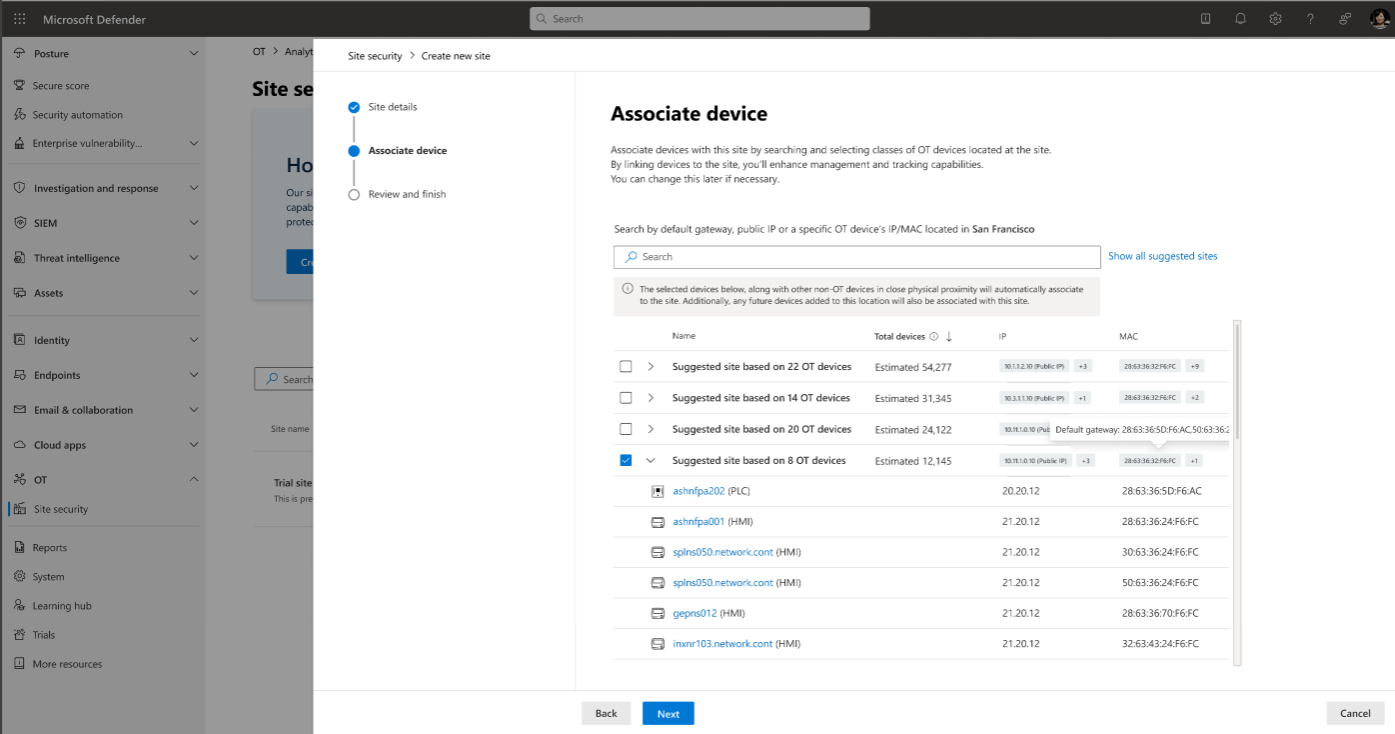 Microsoft Defender
Search
Posture
Secure score
Security automation
Enterprise vulnerability...
Investigation and response
SIEM
Threat intelligence
Assets
Identity
Endpoints
Email & collaboration
Cloud apps
OT
Site security
Reports
System
Learning hub
Trials
More resources
OT > Analyt
Site se
Ho
Our si
capab
protec
Cre
Search
Site name
Trial site
This is pre
Site security > Create new site
Site details
Associate device
Review and finish
Associate device
Associate devices with this site by searching and selecting classes of OT devices located at the site.
By linking devices to the site, you'll enhance management and tracking capabilities.
You can change this later if necessary.
Search by default gateway, public IP or a specific OT device's IP/MAC located in San Francisco
Search
Show all suggested sites
The selected devices below, along with other non-OT devices in close physical proximity will automatically associate
to the site. Additionally, any future devices added to this location will also be associated with this site.
Name Total devices IP MAC
Suggested site based on 22 OT devices Estimated 54,277 10.1.1.2.10 (Public IP) +3 28:63:36:32:F6:FC +9
Suggested site based on 14 OT devices Estimated 31,345 10.3.1.1.10 (Public IP) +1 28:63:36:32:F6:FC +2
Suggested site based on 20 OT devices Estimated 24,122 10.11.1.0.10 (Pub Default gateway: 28:63:36:5D:F6:AC,50:63:36:2
Suggested site based on 8 OT devices Estimated 12,145 10.11.1.0.10 (Public IP) +3 28:63:36:32:F6:FC +1
ashnfpa202 (PLC) 20.20.12 28:63:36:5D:F6:AC
ashnfpa001 (HMI) 21.20.12 28:63:36:24:F6:FC
splns050.network.cont (HMI) 21.20.12 30:63:36:24:F6:FC
splns050.network.cont (HMI) 21.20.12 50:63:36:24:F6:FC
gepns012 (HMI) 21.20.12 28:63:36:70:F6:FC
inxnr103.network.cont (HMI) 21.20.12 32:63:43:24:F6:FC
Back
Next
Cancel